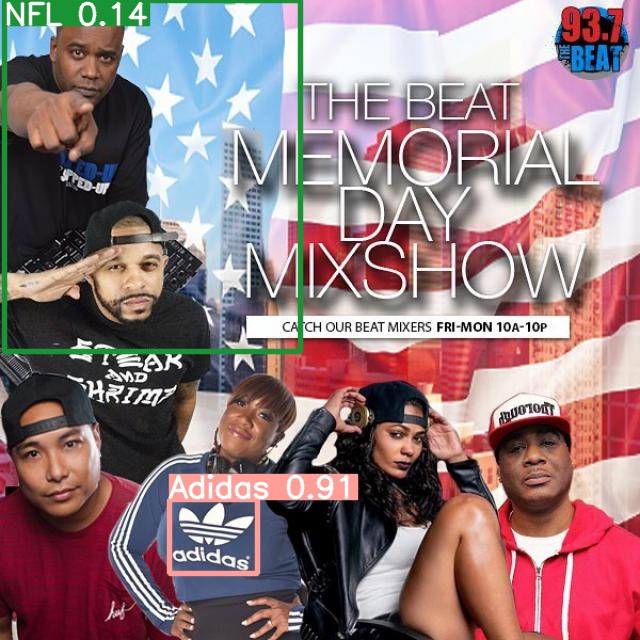 NFL 0.14
93.7
THE BEAT
THE BEAT
MEMORIAL
DAY
MIXSHOW
CATCH OUR BEAT MIXERS FRI-MON 10A-10P
STEAK
AND
SHRIMP
Adidas 0.91
adidas